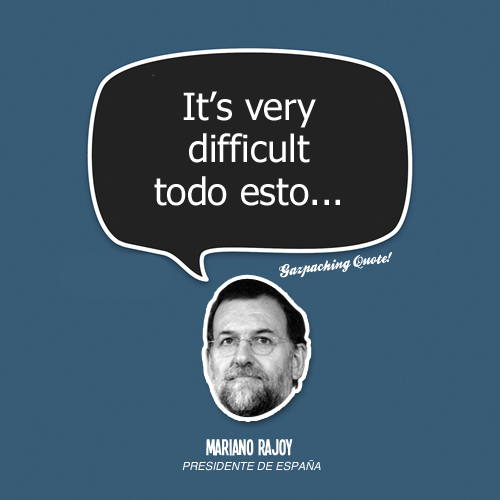 It’s very
difficult
todo esto...
Gazpaching Quote!
MARIANO RAJOY
PRESIDENTE DE ESPAÑA